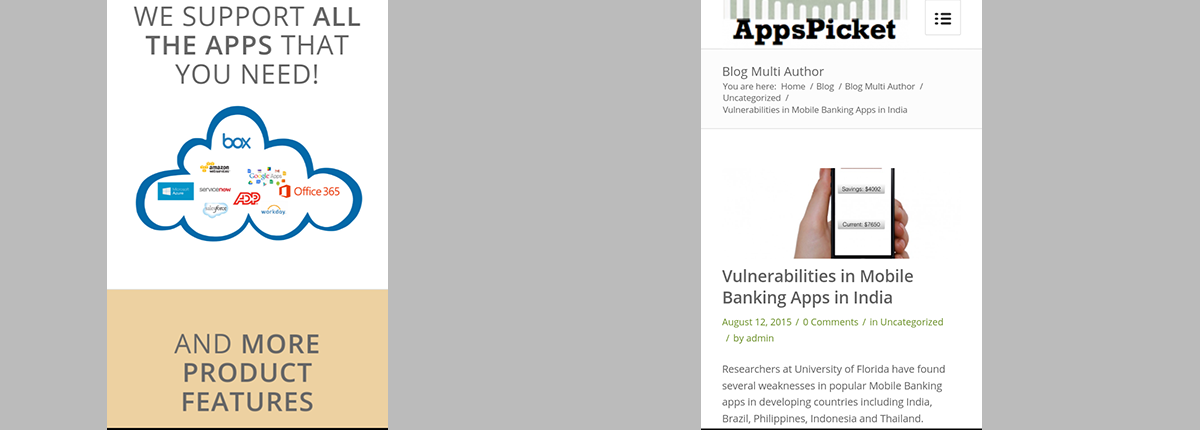 WE SUPPORT ALL
THE APPS THAT
YOU NEED!
box
amazon
web services
Google Apps
Microsoft
Azure
servicenow
Office 365
ADP
salesforce
workday
AND MORE
PRODUCT
FEATURES
AppsPicket
Blog Multi Author
You are here: Home / Blog / Blog Multi Author /
Uncategorized /
Vulnerabilities in Mobile Banking Apps in India
Savings: $4092
Current: $7650
Vulnerabilities in Mobile
Banking Apps in India
August 12, 2015 / 0 Comments / in Uncategorized
/ by admin
Researchers at University of Florida have found
several weaknesses in popular Mobile Banking
apps in developing countries including India,
Brazil, Philippines, Indonesia and Thailand.